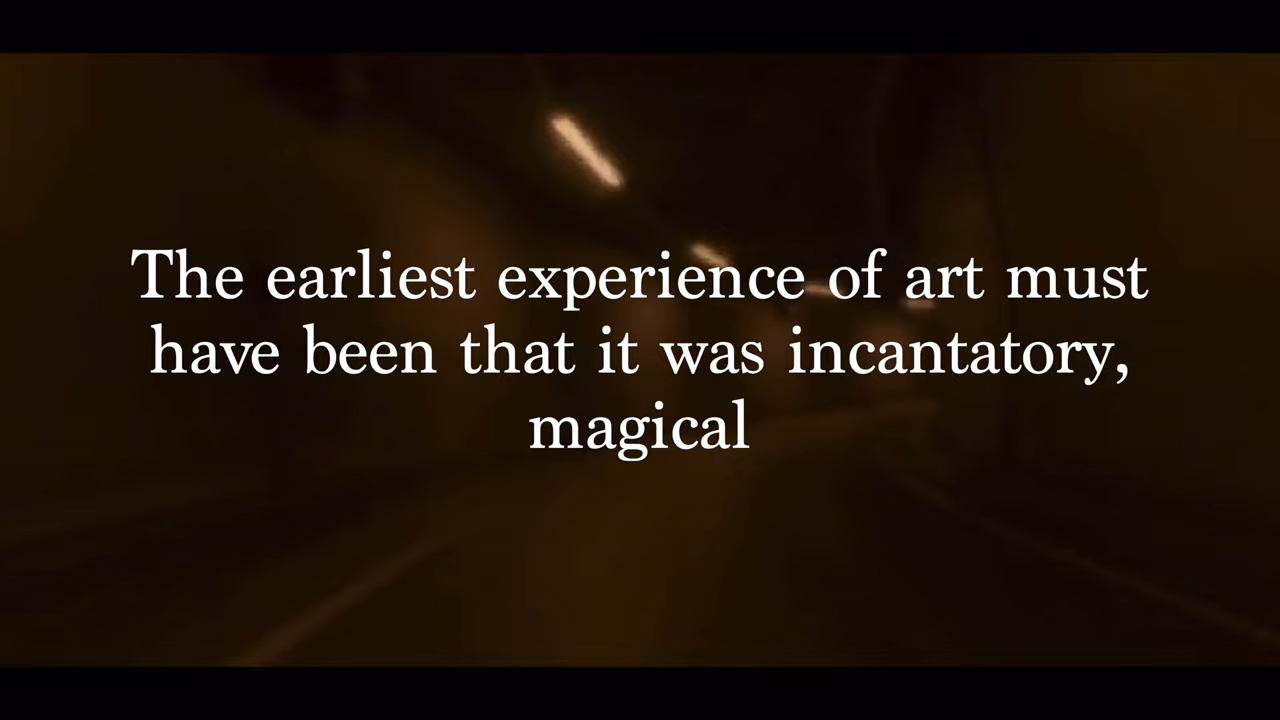 The earliest experience of art must
have been that it was incantatory,
magical